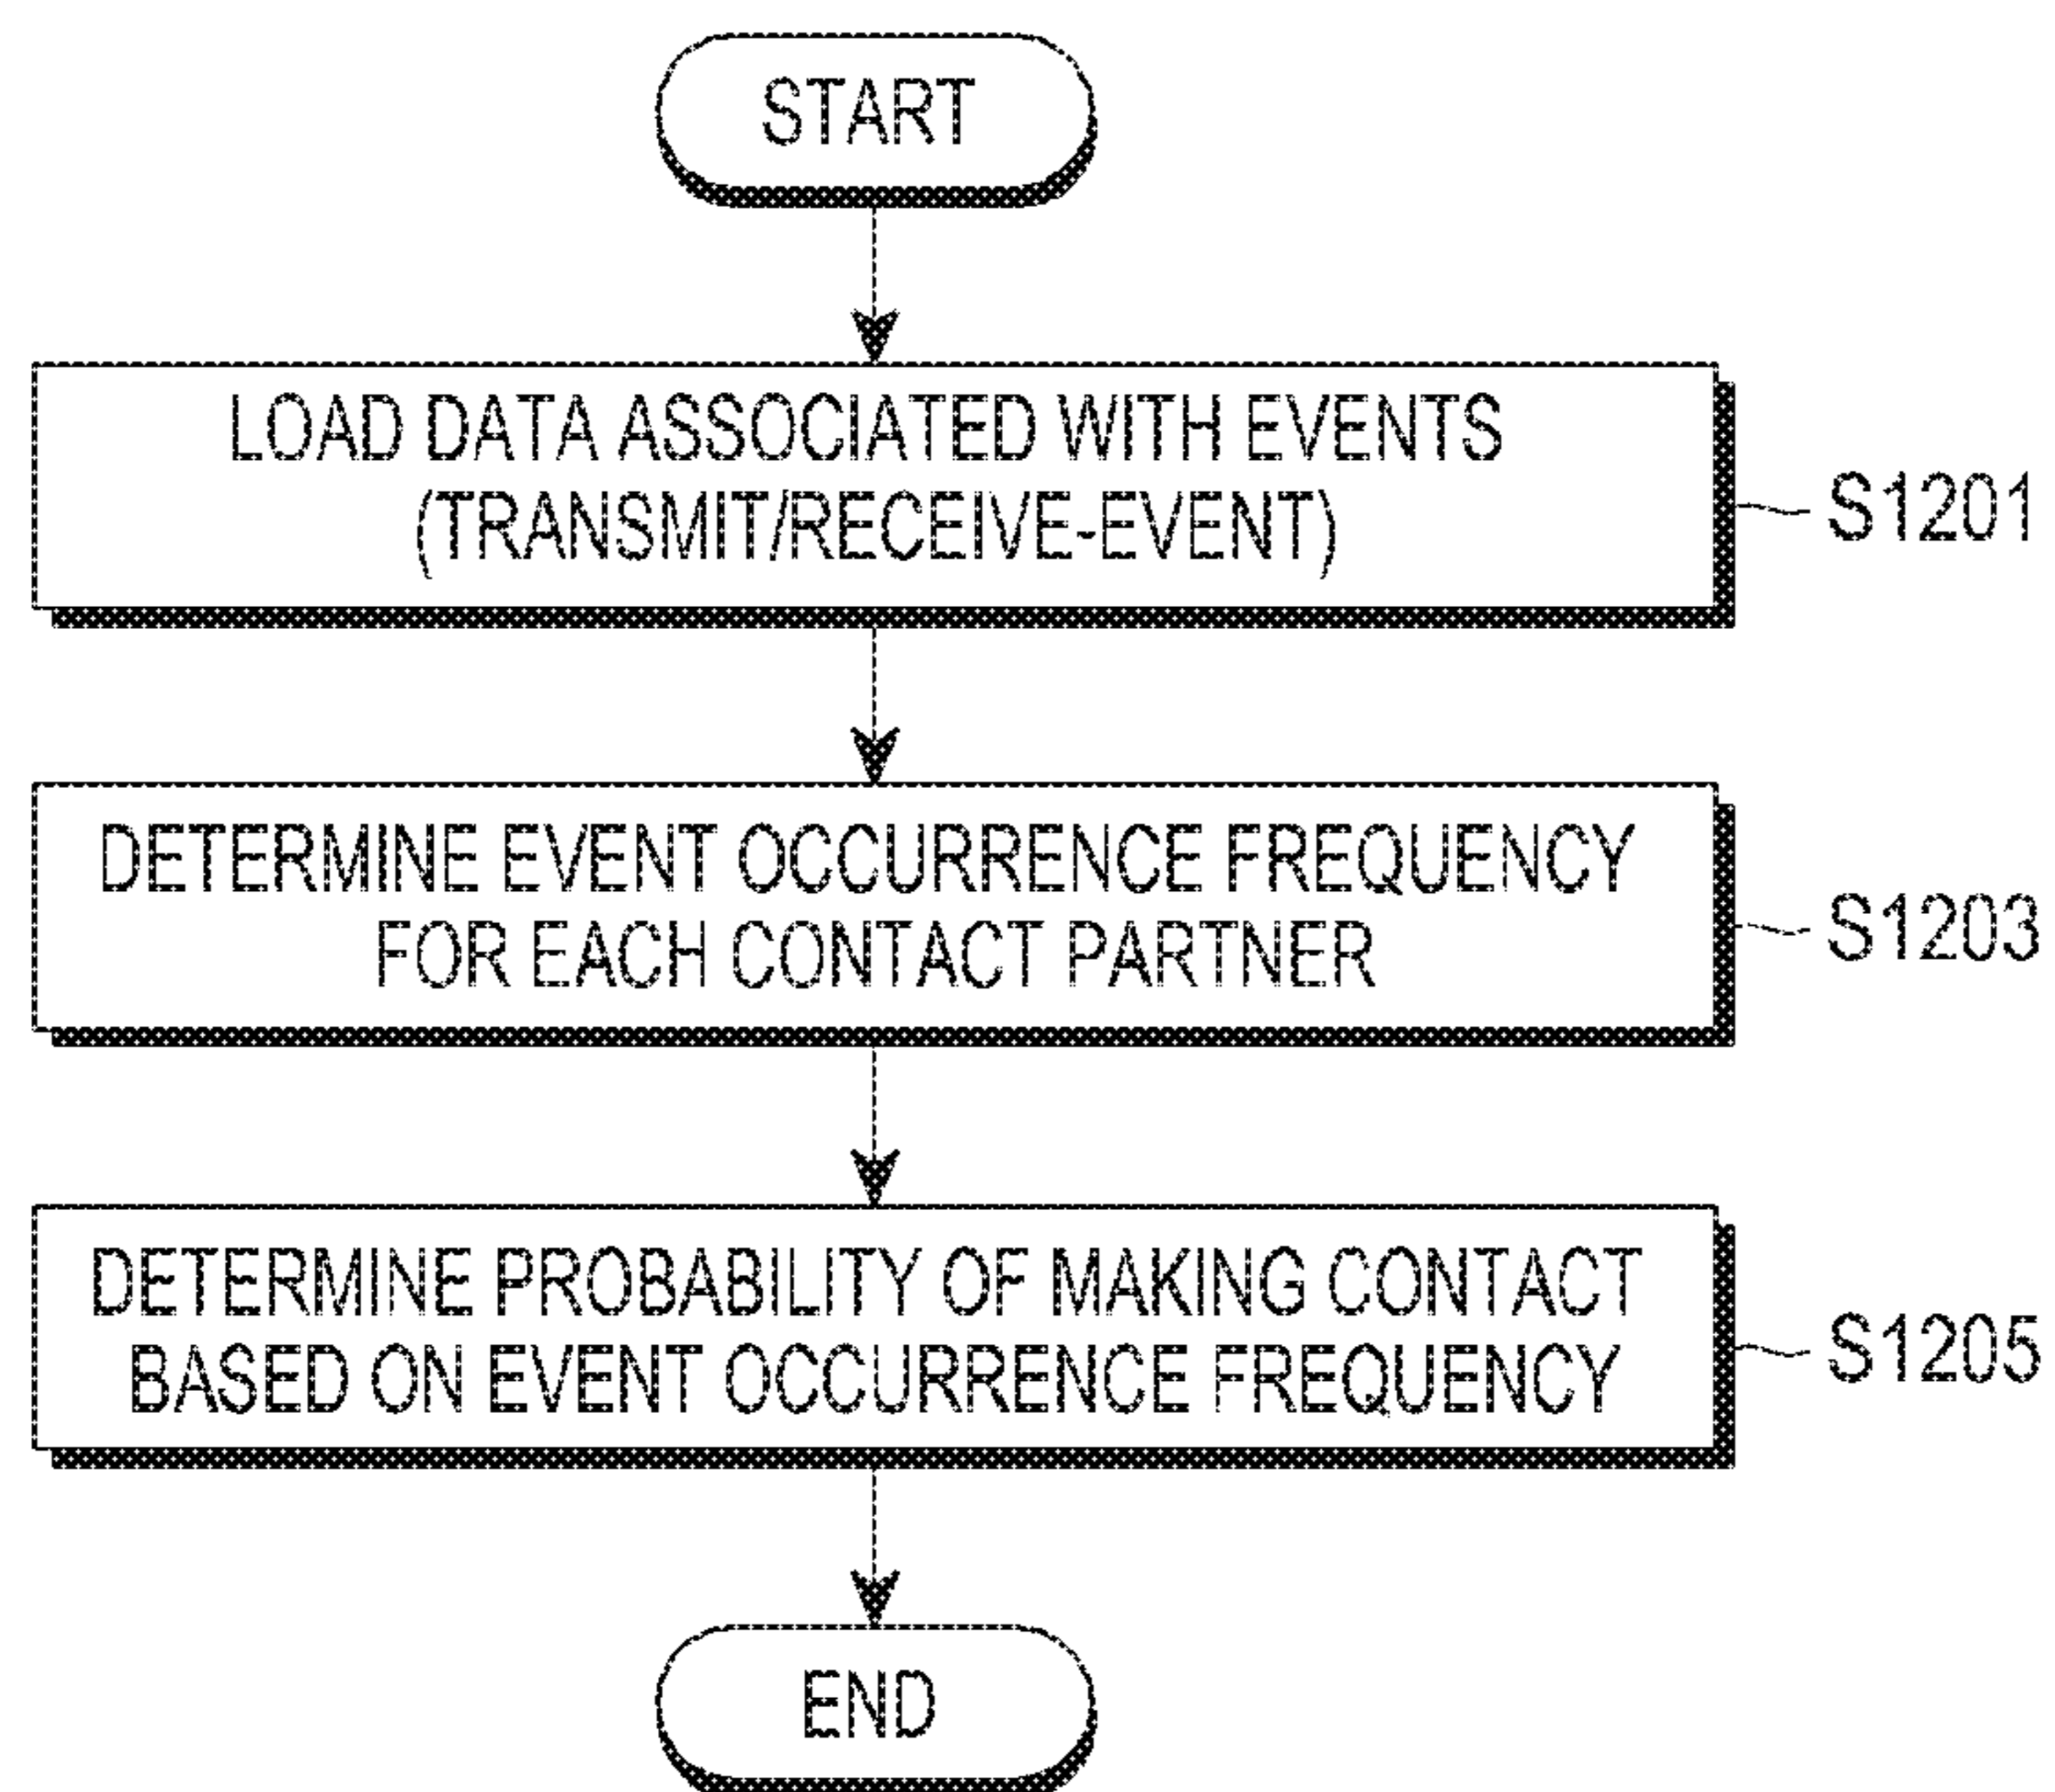 START
LOAD DATA ASSOCIATED WITH EVENTS
(TRANSMIT/RECEIVE-EVENT)
S1201
DETERMINE EVENT OCCURRENCE FREQUENCY
FOR EACH CONTACT PARTNER
S1203
DETERMINE PROBABILITY OF MAKING CONTACT
BASED ON EVENT OCCURRENCE FREQUENCY
S1205
END